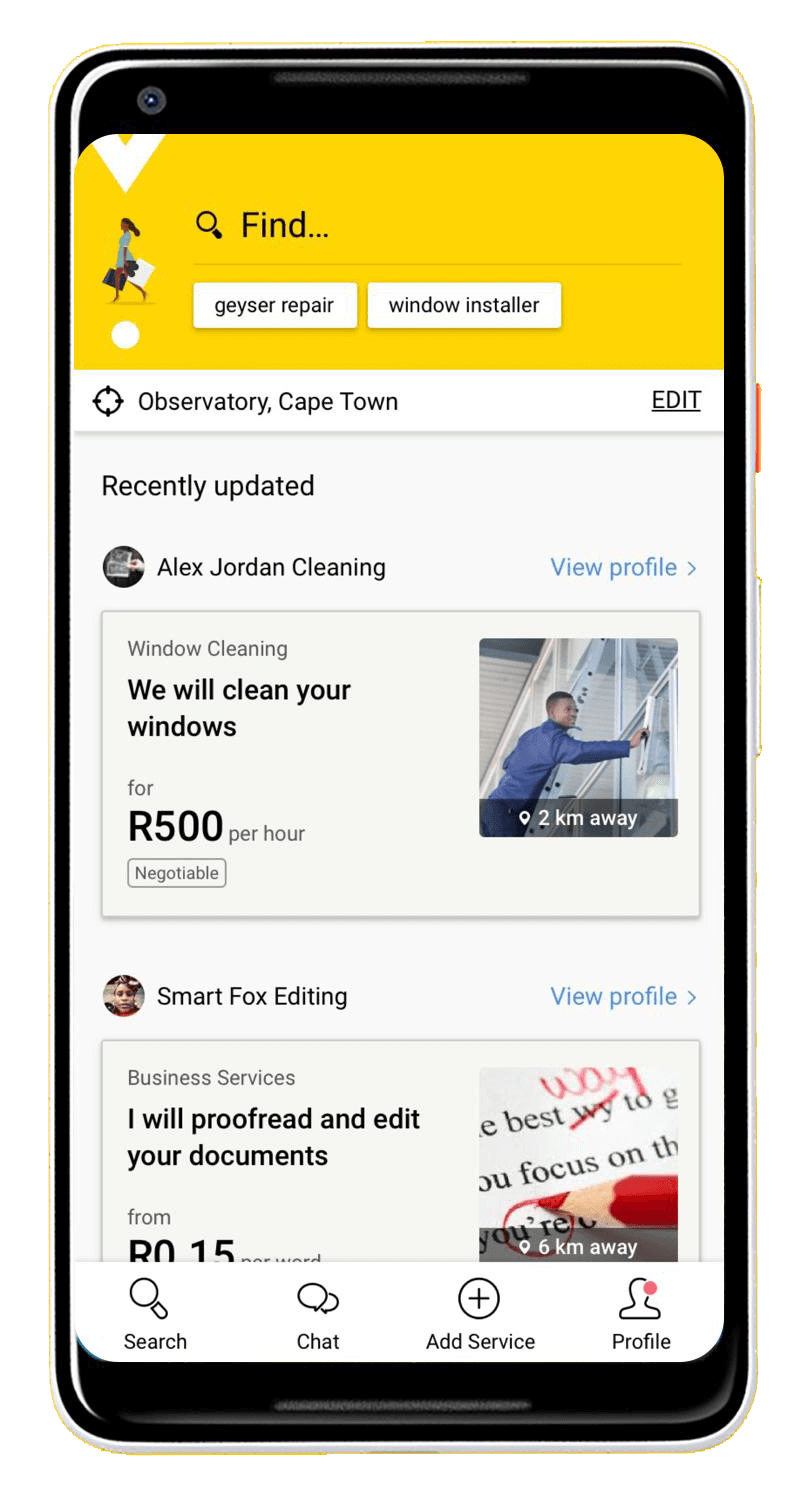 Find...
geyser repair
window installer
Observatory, Cape Town
EDIT
Recently updated
Alex Jordan Cleaning
View profile >
Window Cleaning
We will clean your
windows
for
R500 per hour
Negotiable
2 km away
Smart Fox Editing
View profile >
Business Services
I will proofread and edit
your documents
from
R0.15 per word
way
e best wy to g
ou focus on th
you're
6 km away
Search
Chat
Add Service
Profile